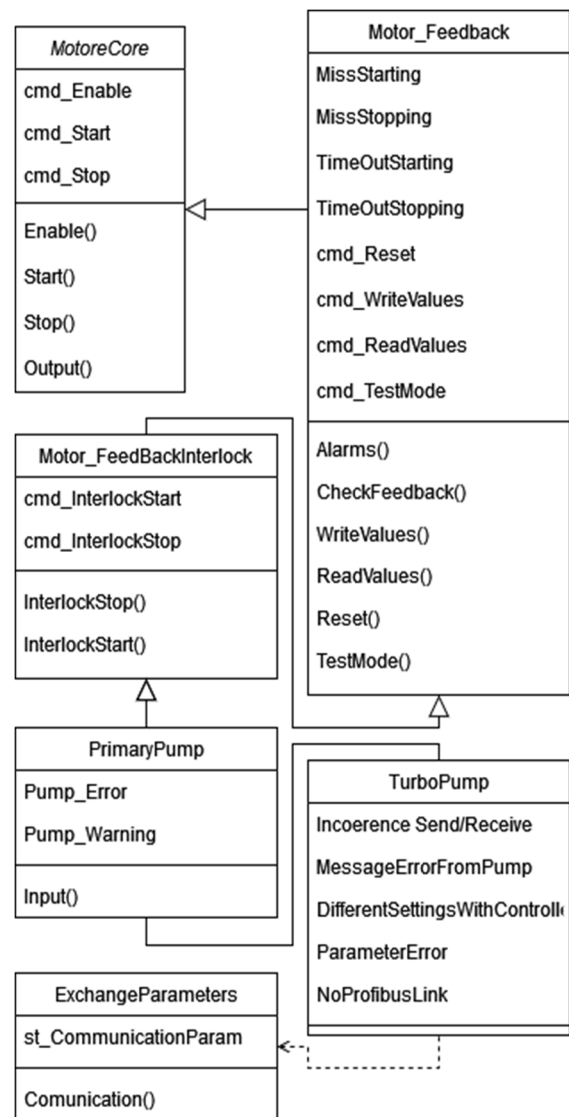 MotoreCore
cmd_Enable
cmd_Start
cmd_Stop
Enable()
Start()
Stop()
Output()
Motor_Feedback
MissStarting
MissStopping
TimeOutStarting
TimeOutStopping
cmd_Reset
cmd_WriteValues
cmd_ReadValues
cmd_TestMode
Alarms()
CheckFeedback()
WriteValues()
ReadValues()
Reset()
TestMode()
Motor_FeedBackInterlock
cmd_InterlockStart
cmd_InterlockStop
InterlockStop()
InterlockStart()
PrimaryPump
Pump_Error
Pump_Warning
Input()
TurboPump
Incoerence Send/Receive
MessageErrorFromPump
DifferentSettingsWithControlle
ParameterError
NoProfibusLink
ExchangeParameters
st_CommunicationParam
Comunication()